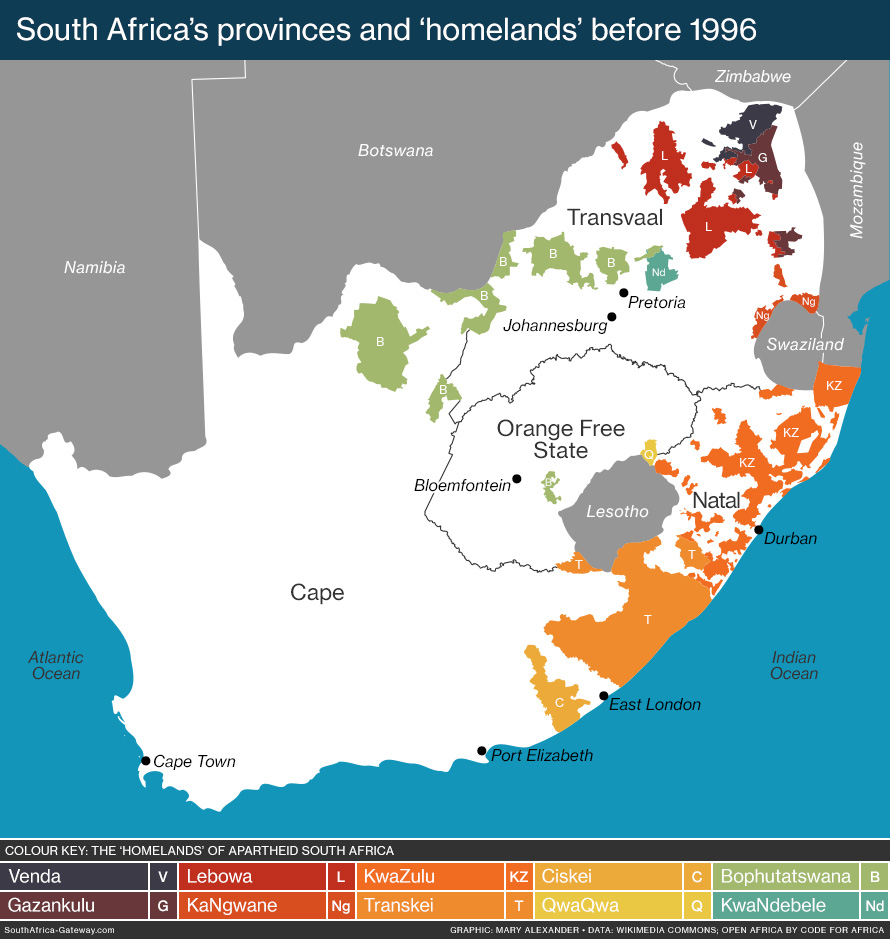 South Africa's provinces and 'homelands' before 1996
Zimbabwe
Botswana
Mozambique
Namibia
V
G
L
L
L
Transvaal
B
B
B
B
Nd
Pretoria
Johannesburg
Ng
Ng
Swaziland
B
B
KZ
KZ
KZ
Orange Free
State
Q
Bloemfontein
B
Lesotho
Natal
Durban
T
T
T
Cape
Atlantic
Ocean
Indian
Ocean
C
East London
Port Elizabeth
Cape Town
COLOUR KEY: THE 'HOMELANDS' OF APARTHEID SOUTH AFRICA
Venda V Lebowa L KwaZulu KZ Ciskei C Bophutatswana B
Gazankulu G KaNgwane Ng Transkei T QwaQwa Q KwaNdebele Nd
SouthAfrica-Gateway.com GRAPHIC: MARY ALEXANDER • DATA: WIKIMEDIA COMMONS; OPEN AFRICA BY CODE FOR AFRICA